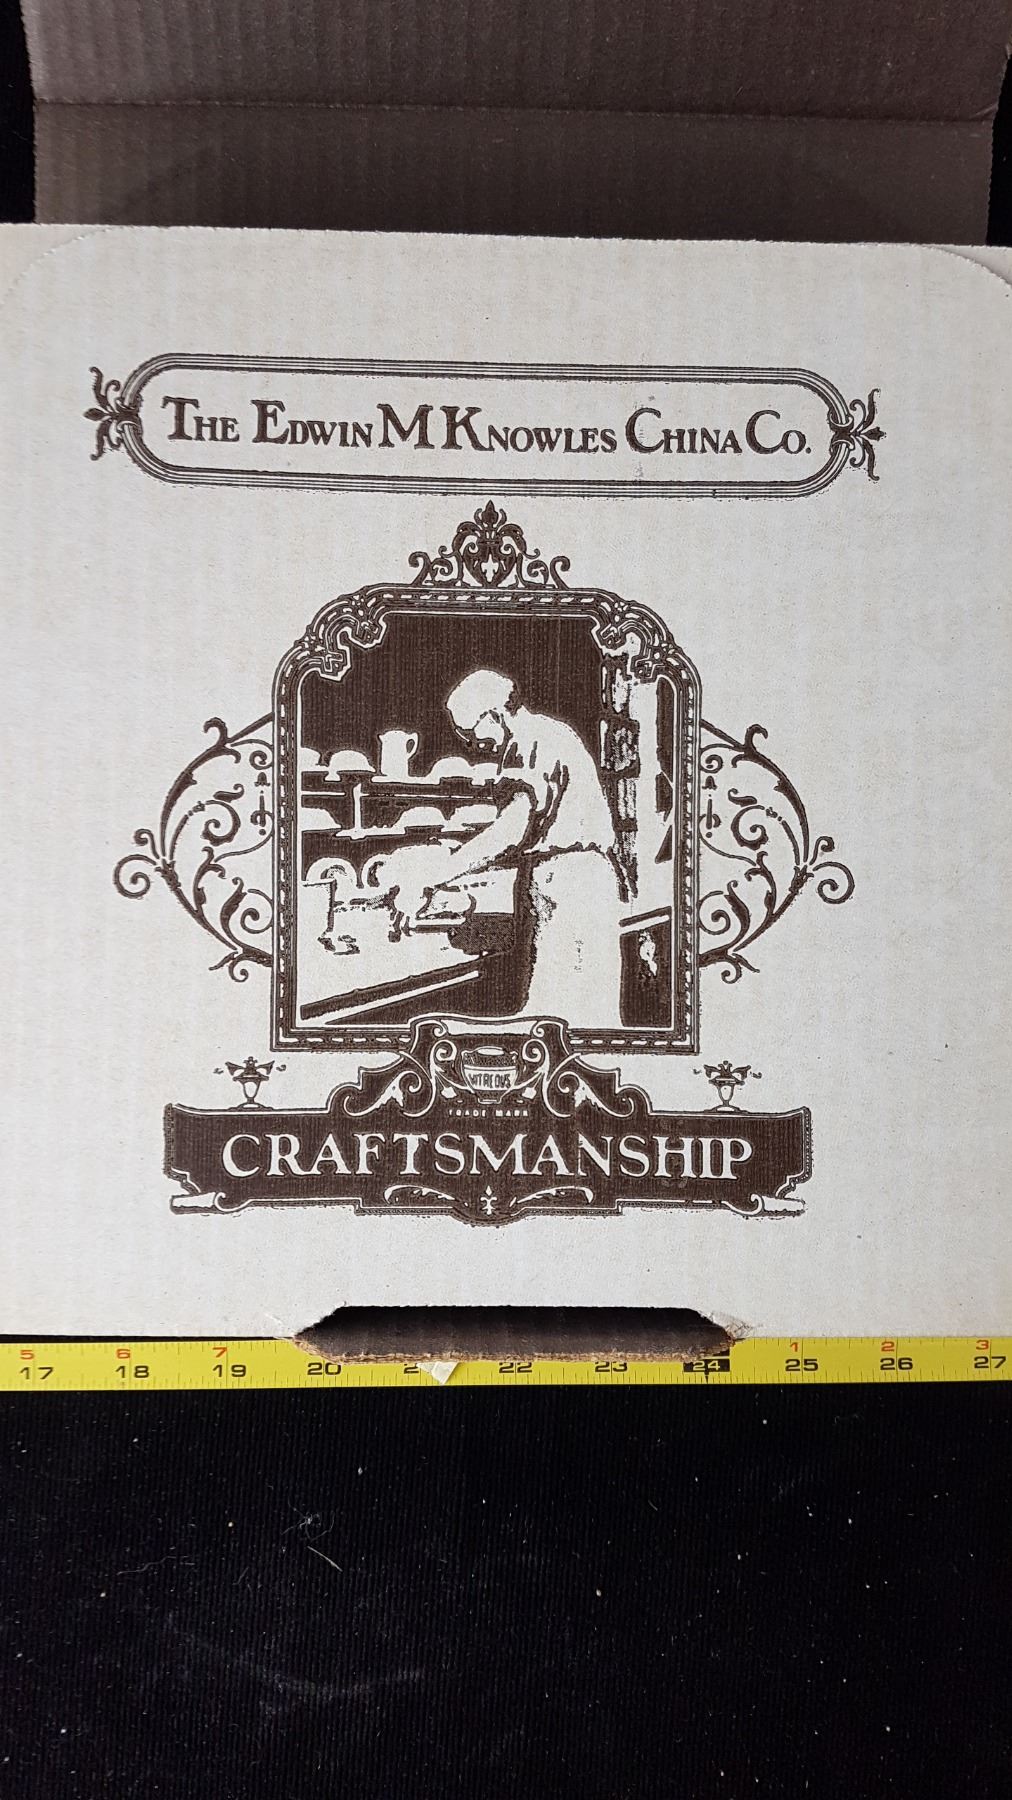 THE EDWIN M KNOWLES CHINA CO.
VITREOUS
TRADE MARK
CRAFTSMANSHIP
5 6 7 1 2 3
17 18 19 20 22 23 24 25 26 27